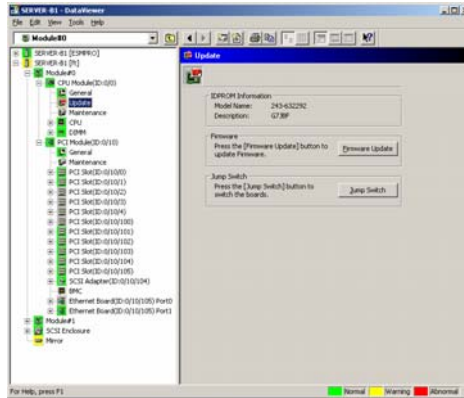 SERVER-B1 - DataViewer
File Edit View Tools Help
Module#0
SERVER-B1 [ESMPRO]
SERVER-B1 [ft]
Module#0
CPU Module(ID:0/0)
General
Update
Maintenance
CPU
DIMM
PCI Module(ID:0/10)
General
Maintenance
PCI Slot(ID:0/10/0)
PCI Slot(ID:0/10/1)
PCI Slot(ID:0/10/2)
PCI Slot(ID:0/10/3)
PCI Slot(ID:0/10/4)
PCI Slot(ID:0/10/100)
PCI Slot(ID:0/10/101)
PCI Slot(ID:0/10/102)
PCI Slot(ID:0/10/103)
PCI Slot(ID:0/10/104)
PCI Slot(ID:0/10/105)
SCSI Adapter(ID:0/10/104)
BMC
Ethernet Board(ID:0/10/105) Port0
Ethernet Board(ID:0/10/105) Port1
Module#1
SCSI Enclosure
Mirror
Update
IDPROM Information
Model Name: 243-632292
Description: G7JBF
Firmware
Press the [Firmware Update] button to
update Firmware.
Firmware Update
Jump Switch
Press the [Jump Switch] button to
switch the boards.
Jump Switch
For Help, press F1
Normal Warning Abnormal